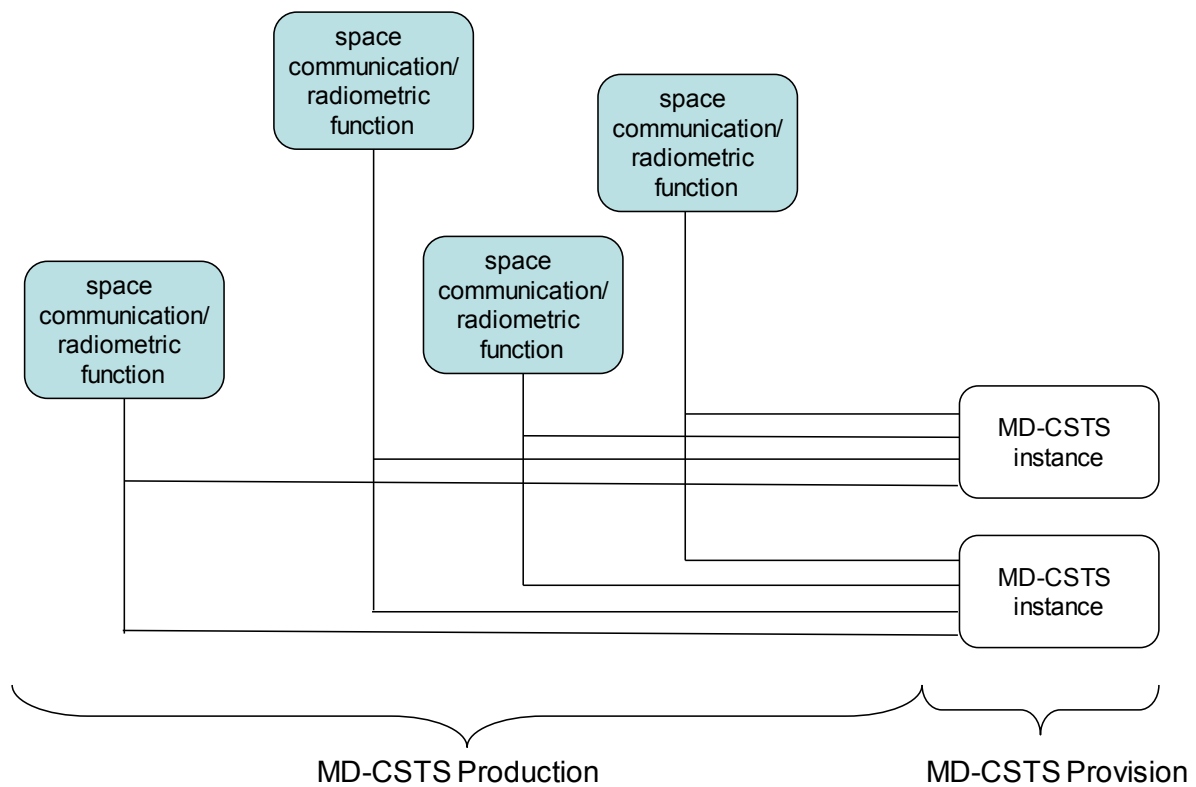 space
communication/
radiometric
function
space
communication/
radiometric
function
space
communication/
radiometric
function
space
communication/
radiometric
function
MD-CSTS
instance
MD-CSTS
instance
MD-CSTS Production
MD-CSTS Provision